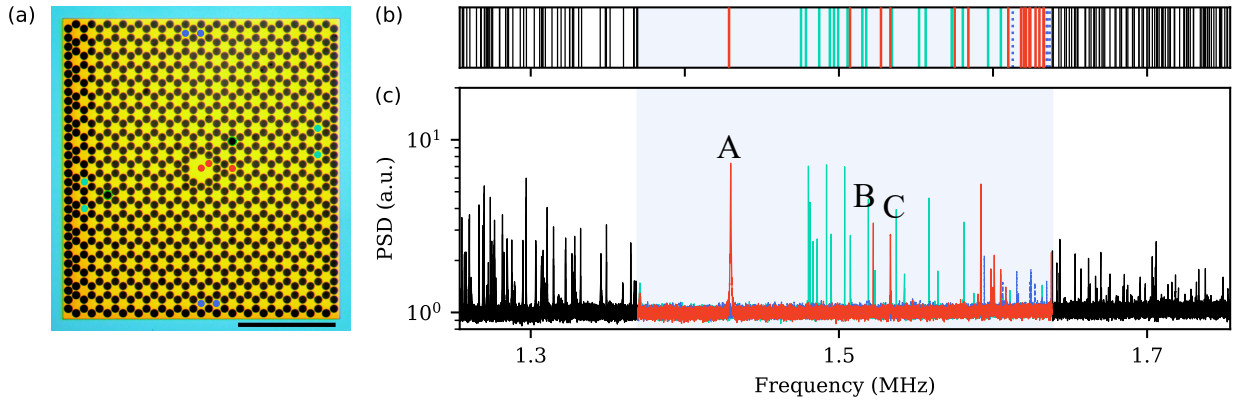 (a)
(b)
(c)
A
B
C
10¹
10⁰
PSD (a.u.)
1.3
1.5
1.7
Frequency (MHz)